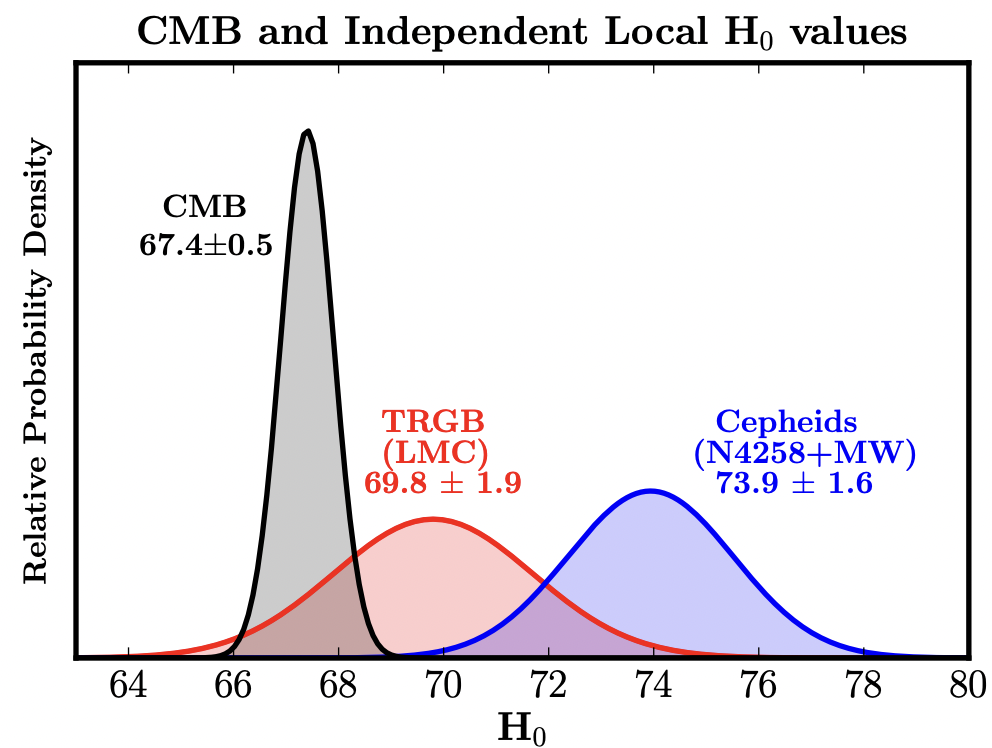 CMB and Independent Local H₀ values
Relative Probability Density
CMB
67.4±0.5
TRGB
(LMC)
69.8 ± 1.9
Cepheids
(N4258+MW)
73.9 ± 1.6
64 66 68 70 72 74 76 78 80
H₀